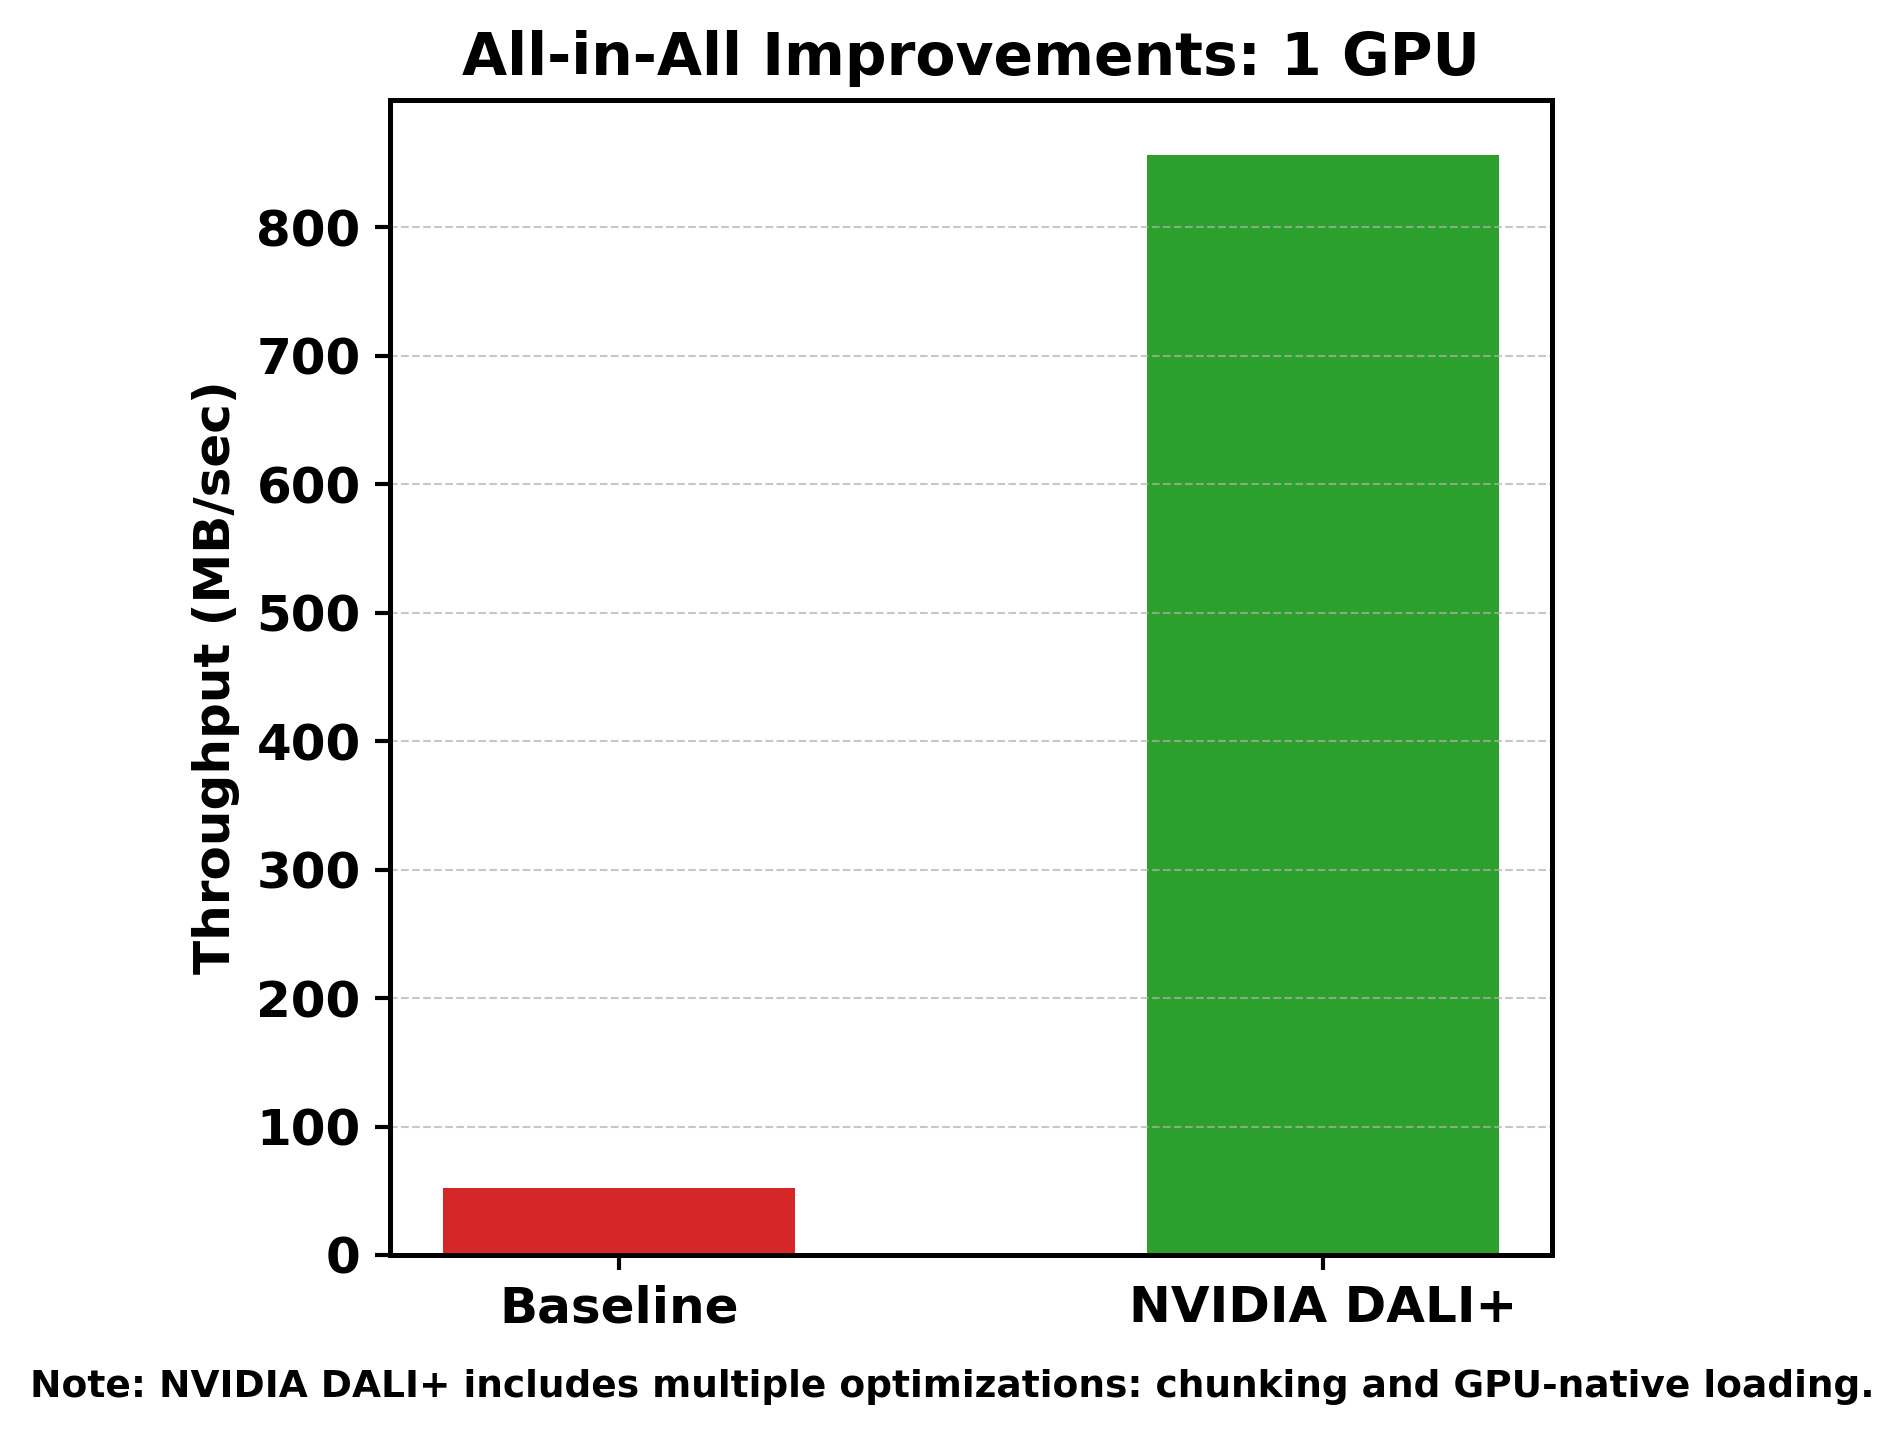 All-in-All Improvements: 1 GPU
Throughput (MB/sec)
800
700
600
500
400
300
200
100
0
Baseline
NVIDIA DALI+
Note: NVIDIA DALI+ includes multiple optimizations: chunking and GPU-native loading.